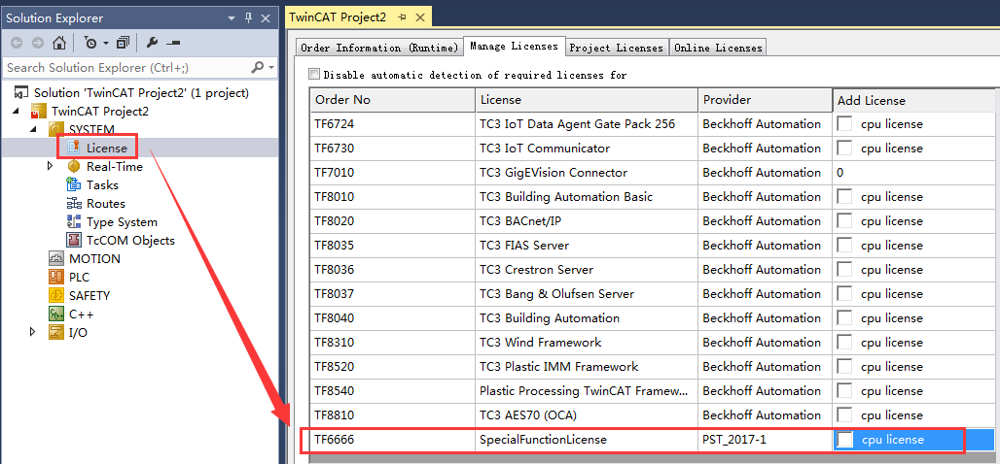 Solution Explorer
Search Solution Explorer (Ctrl+;)
Solution 'TwinCAT Project2' (1 project)
TwinCAT Project2
SYSTEM
License
Real-Time
Tasks
Routes
Type System
TcCOM Objects
MOTION
PLC
SAFETY
C++
I/O
TwinCAT Project2
Order Information (Runtime) Manage Licenses Project Licenses Online Licenses
Disable automatic detection of required licenses for
Order No License Provider Add License
TF6724 TC3 IoT Data Agent Gate Pack 256 Beckhoff Automation cpu license
TF6730 TC3 IoT Communicator Beckhoff Automation cpu license
TF7010 TC3 GigEVision Connector Beckhoff Automation 0
TF8010 TC3 Building Automation Basic Beckhoff Automation cpu license
TF8020 TC3 BACnet/IP Beckhoff Automation cpu license
TF8035 TC3 FIAS Server Beckhoff Automation cpu license
TF8036 TC3 Crestron Server Beckhoff Automation cpu license
TF8037 TC3 Bang & Olufsen Server Beckhoff Automation cpu license
TF8040 TC3 Building Automation Beckhoff Automation cpu license
TF8310 TC3 Wind Framework Beckhoff Automation cpu license
TF8520 TC3 Plastic IMM Framework Beckhoff Automation cpu license
TF8540 Plastic Processing TwinCAT Framew... Beckhoff Automation cpu license
TF8810 TC3 AES70 (OCA) Beckhoff Automation cpu license
TF6666 SpecialFunctionLicense PST_2017-1 cpu license